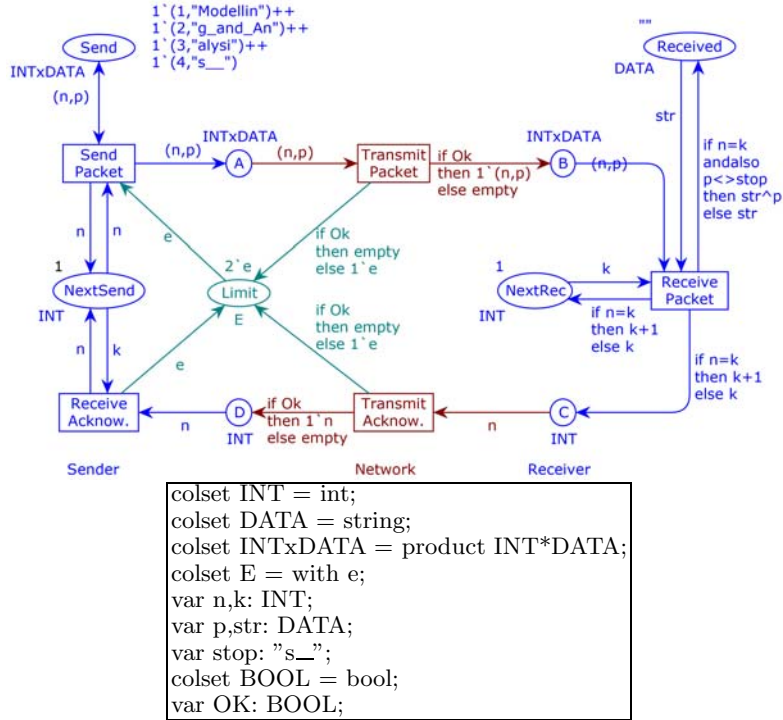 1`(1,"Modellin")++
1`(2,"g_and_An")++
1`(3,"alysi")++
1`(4,"s__")
Send
INTxDATA
(n,p)
""
Received
DATA
str
if n=k
andalso
p<>stop
then str^p
else str
Send
Packet
(n,p)
INTxDATA
A
(n,p)
Transmit
Packet
if Ok
then 1`(n,p)
else empty
INTxDATA
B
(n,p)
n
n
e
if Ok
then empty
else 1`e
1
NextSend
INT
2`e
Limit
E
1
NextRec
INT
k
if n=k
then k+1
else k
Receive
Packet
n
k
e
if Ok
then empty
else 1`e
if n=k
then k+1
else k
Receive
Acknow.
n
D
INT
if Ok
then 1`n
else empty
Transmit
Acknow.
n
C
INT
Sender
Network
Receiver
colset INT = int;
colset DATA = string;
colset INTxDATA = product INT*DATA;
colset E = with e;
var n,k: INT;
var p,str: DATA;
var stop: "s_";
colset BOOL = bool;
var OK: BOOL;